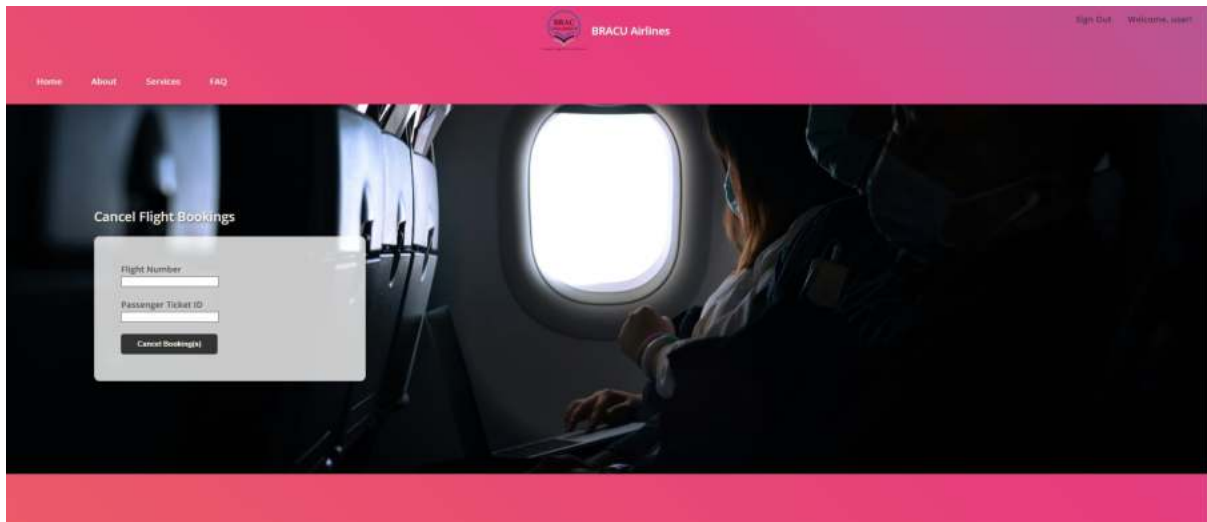 BRAC
BRACU Airlines
Sign Out Welcome, user!
Home About Services FAQ
Cancel Flight Bookings
Flight Number
Passenger Ticket ID
Cancel Booking(s)